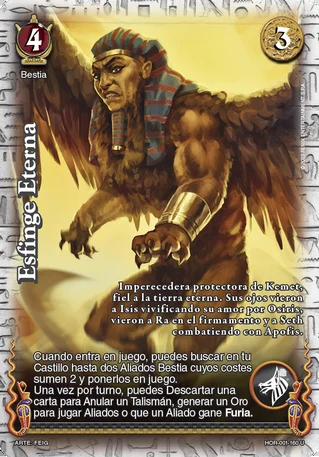 4
3
Bestia
Esfinge Eterna
Imperecedera protectora de Kemet,
fiel a la tierra eterna. Sus ojos vieron
a Isis vivificando su amor por Osiris,
vieron a Ra en el firmamento y a Seth
combatiendo con Apofis.
Cuando entra en juego, puedes buscar en tu
Castillo hasta dos Aliados Bestia cuyos costes
sumen 2 y ponerlos en juego.
Una vez por turno, puedes Descartar una
carta para Anular un Talismán, generar un Oro
para jugar Aliados o que un Aliado gane Furia.
ARTE: FEIG
HOR-001-160 U